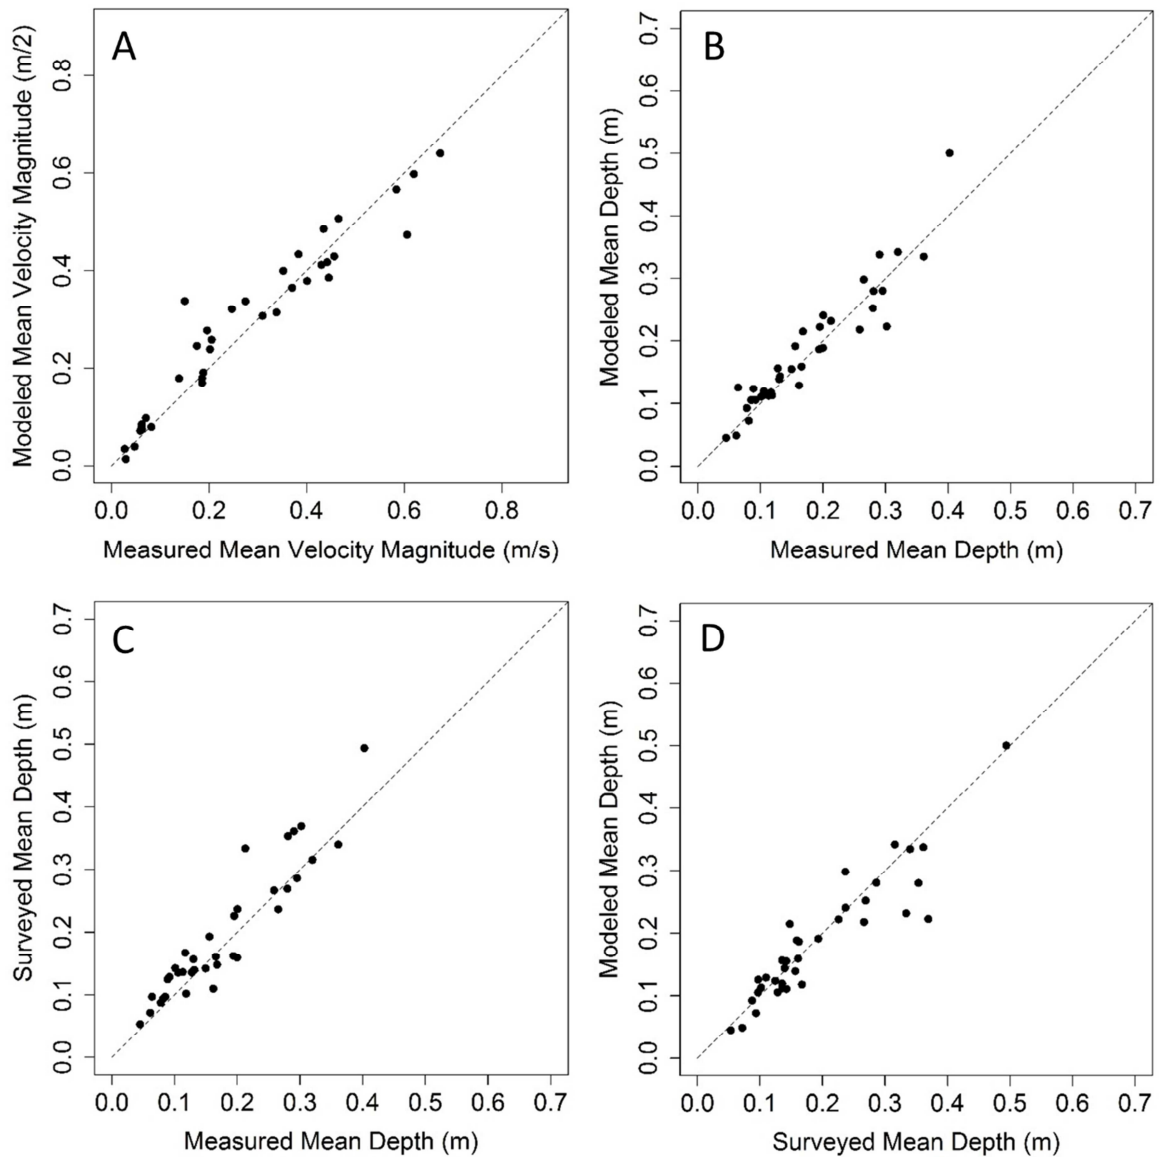 A
Modeled Mean Velocity Magnitude (m/2)
0.0 0.2 0.4 0.6 0.8
0.0 0.2 0.4 0.6 0.8
Measured Mean Velocity Magnitude (m/s)
B
Modeled Mean Depth (m)
0.0 0.1 0.2 0.3 0.4 0.5 0.6 0.7
0.0 0.1 0.2 0.3 0.4 0.5 0.6 0.7
Measured Mean Depth (m)
C
Surveyed Mean Depth (m)
0.0 0.1 0.2 0.3 0.4 0.5 0.6 0.7
0.0 0.1 0.2 0.3 0.4 0.5 0.6 0.7
Measured Mean Depth (m)
D
Modeled Mean Depth (m)
0.0 0.1 0.2 0.3 0.4 0.5 0.6 0.7
0.0 0.1 0.2 0.3 0.4 0.5 0.6 0.7
Surveyed Mean Depth (m)